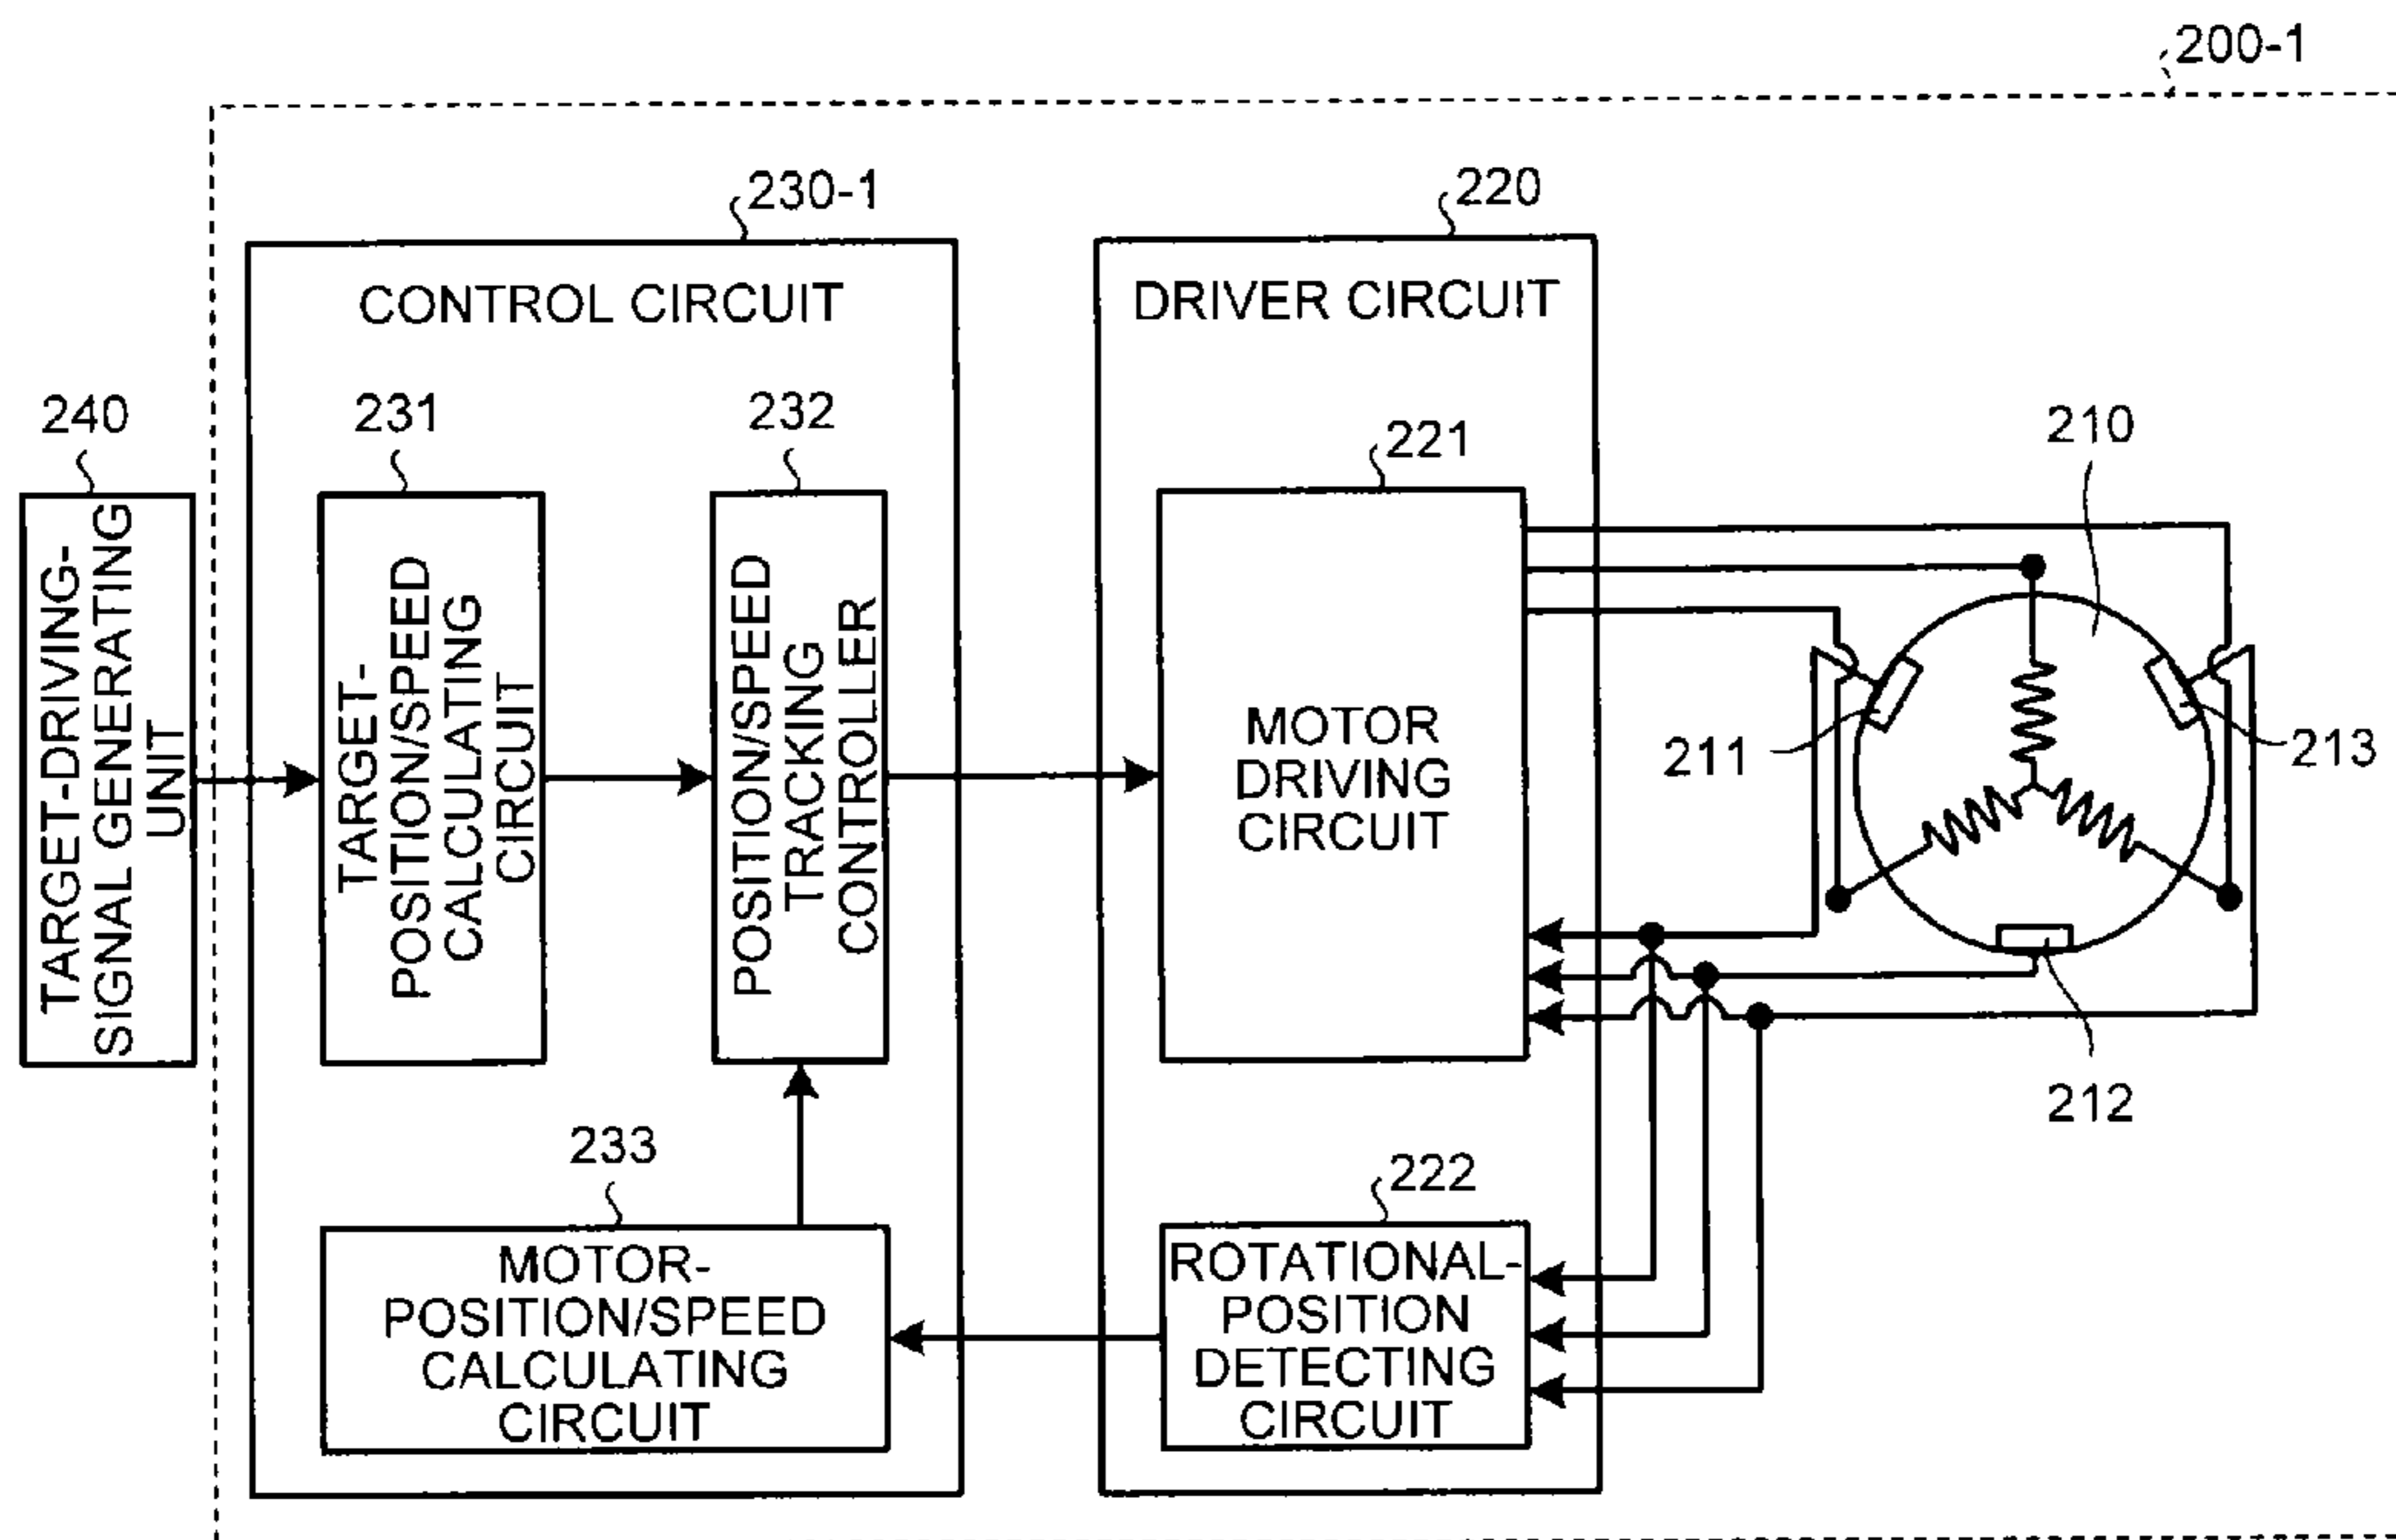 200-1
230-1
220
CONTROL CIRCUIT
DRIVER CIRCUIT
240
231
232
221
210
TARGET-DRIVING-
SIGNAL GENERATING
UNIT
TARGET-
POSITION/SPEED
CALCULATING
CIRCUIT
POSITION/SPEED
TRACKING
CONTROLLER
MOTOR
DRIVING
CIRCUIT
211
213
212
233
222
MOTOR-
POSITION/SPEED
CALCULATING
CIRCUIT
ROTATIONAL-
POSITION
DETECTING
CIRCUIT